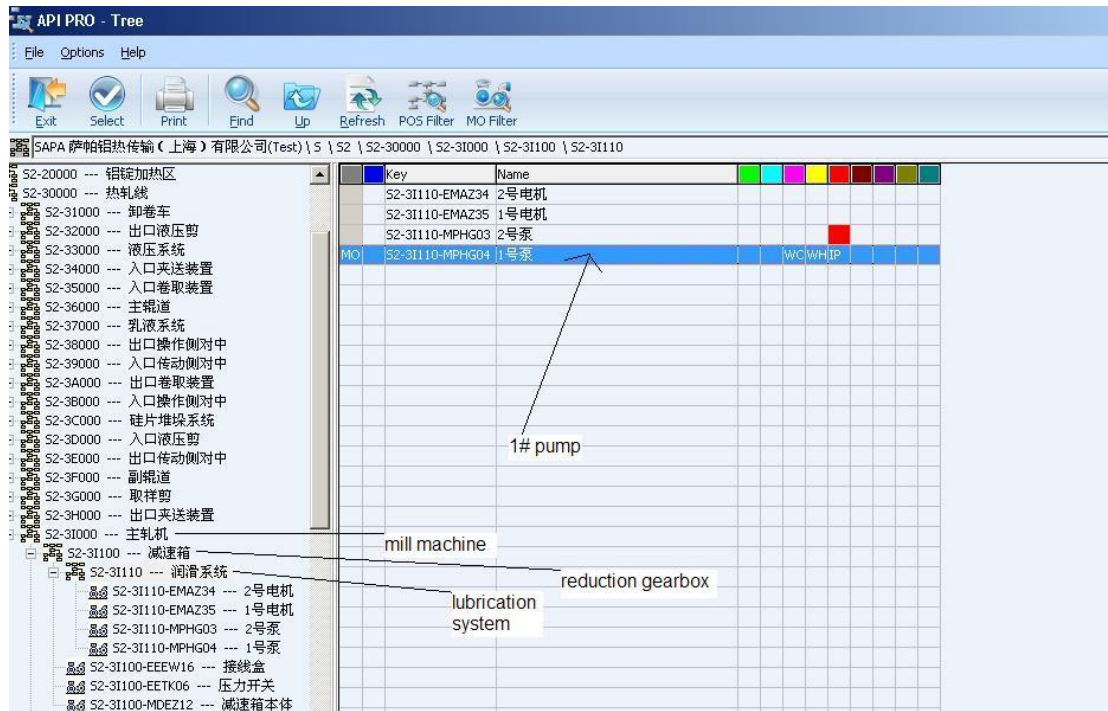 API PRO - Tree
File Options Help
Exit Select Print Find Up Refresh POS Filter MO Filter
SAPA 萨帕铝热传输(上海)有限公司(Test) \ S \ S2 \ S2-30000 \ S2-3I000 \ S2-3I100 \ S2-3I110
S2-20000 --- 铝锭加热区
S2-30000 --- 热轧线
S2-31000 --- 卸卷车
S2-32000 --- 出口液压剪
S2-33000 --- 液压系统
S2-34000 --- 入口夹送装置
S2-35000 --- 入口卷取装置
S2-36000 --- 主辊道
S2-37000 --- 乳液系统
S2-38000 --- 出口操作侧对中
S2-39000 --- 入口传动侧对中
S2-3A000 --- 出口卷取装置
S2-3B000 --- 入口操作侧对中
S2-3C000 --- 硅片堆垛系统
S2-3D000 --- 入口液压剪
S2-3E000 --- 出口传动侧对中
S2-3F000 --- 副辊道
S2-3G000 --- 取样剪
S2-3H000 --- 出口夹送装置
S2-3I000 --- 主轧机
S2-3I100 --- 减速箱
S2-3I110 --- 润滑系统
S2-3I110-EMAZ34 --- 2号电机
S2-3I110-EMAZ35 --- 1号电机
S2-3I110-MPHG03 --- 2号泵
S2-3I110-MPHG04 --- 1号泵
S2-3I100-EEEW16 --- 接线盒
S2-3I100-EETK06 --- 压力开关
S2-3I100-MDEZ12 --- 减速箱本体
Key Name
S2-3I110-EMAZ34 2号电机
S2-3I110-EMAZ35 1号电机
S2-3I110-MPHG03 2号泵
MO S2-3I110-MPHG04 1号泵 WC WH IP
1# pump
mill machine
reduction gearbox
lubrication
system